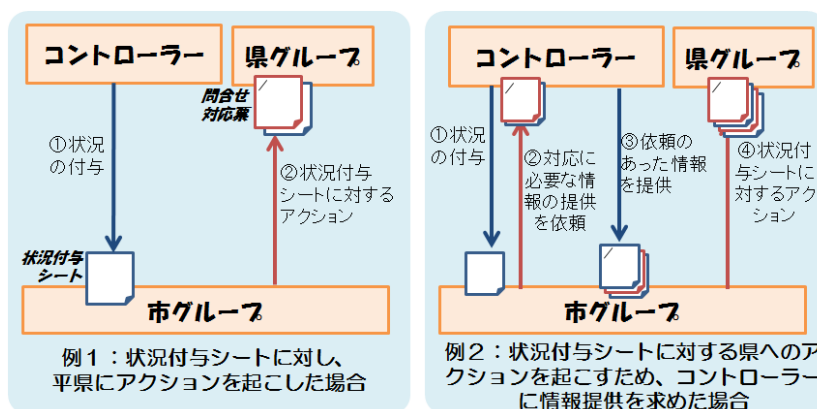 コントローラー
県グループ
問合せ
対応票
①状況
の付与
②状況付与
シートに対する
アクション
状況付与
シート
市グループ
例１：状況付与シートに対し、
平県にアクションを起こした場合
コントローラー
県グループ
①状況
の付与
②対応に
必要な情
報の提供
を依頼
③依頼の
あった情報
を提供
④状況付
与シートに
対するアク
ション
市グループ
例２：状況付与シートに対する県へのア
クションを起こすため、コントローラー
に情報提供を求めた場合